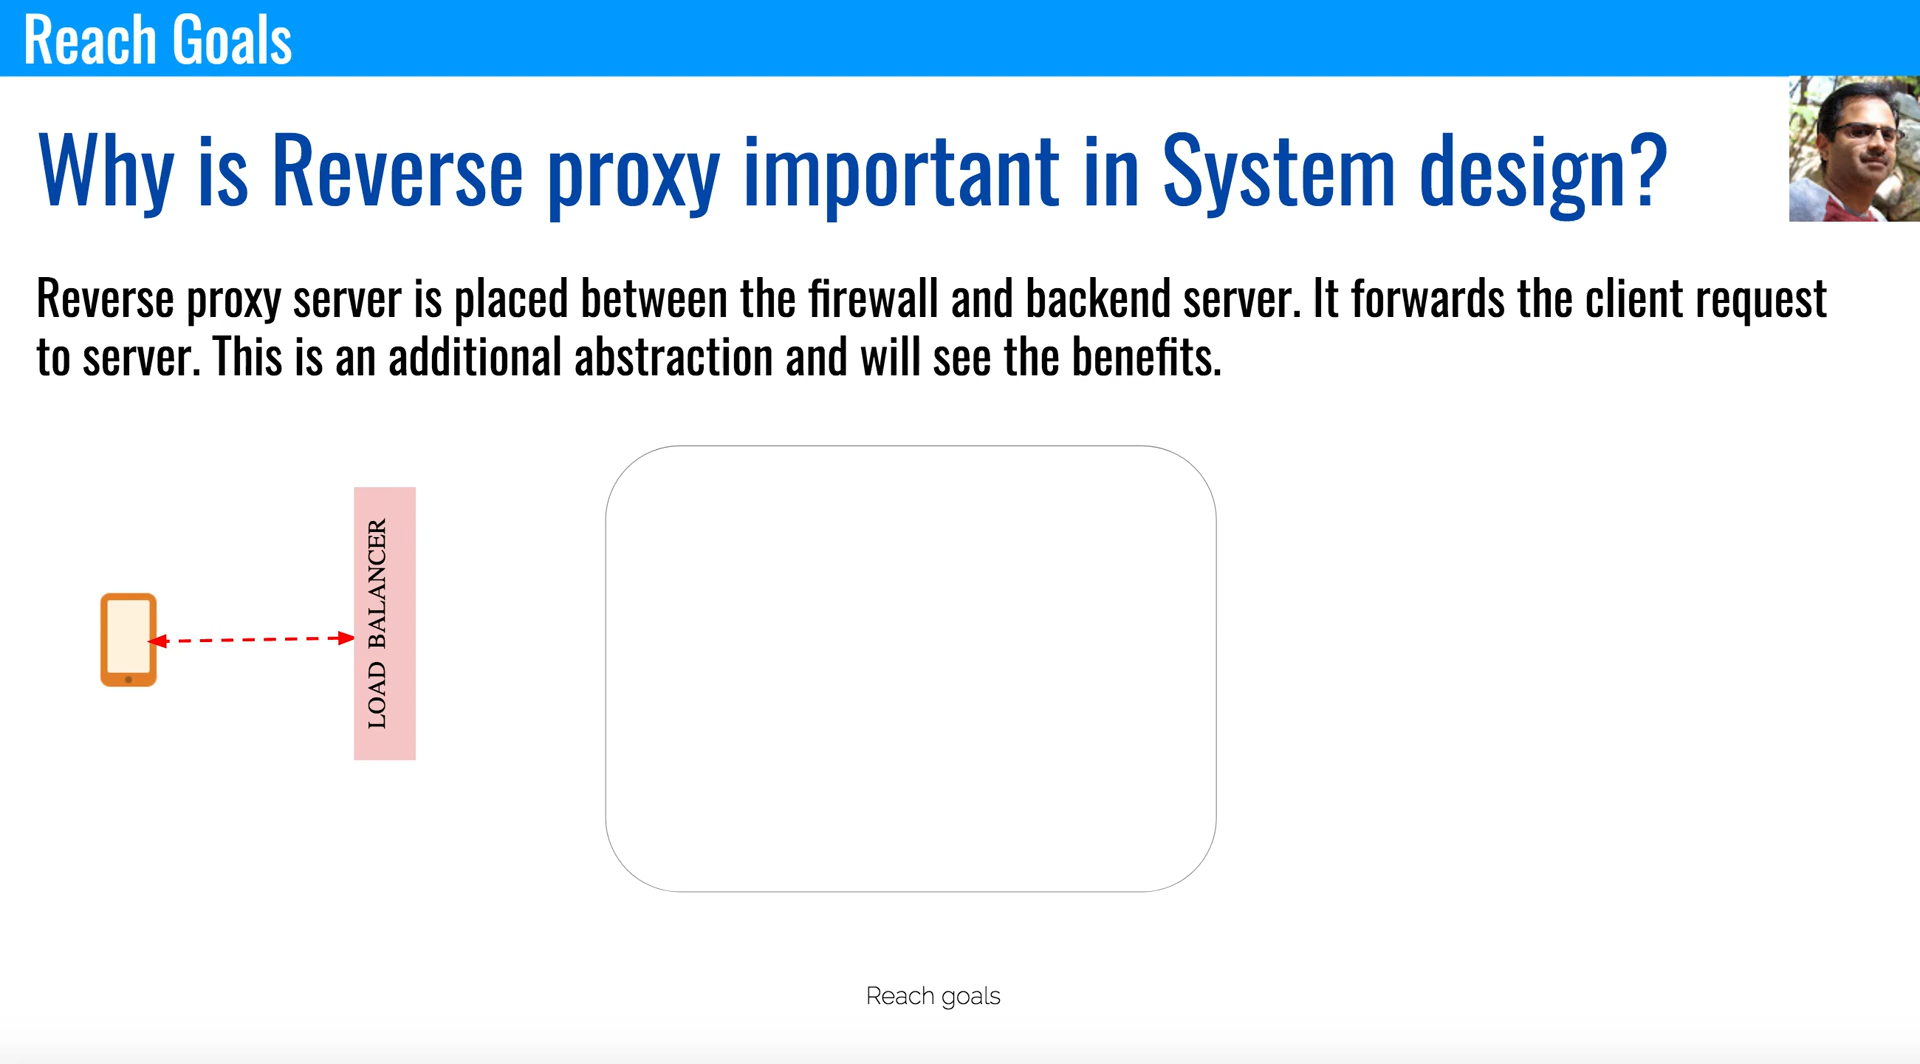 Reach Goals
Why is Reverse proxy important in System design?
Reverse proxy server is placed between the firewall and backend server. It forwards the client request
to server. This is an additional abstraction and will see the benefits.
LOAD BALANCER
Reach goals